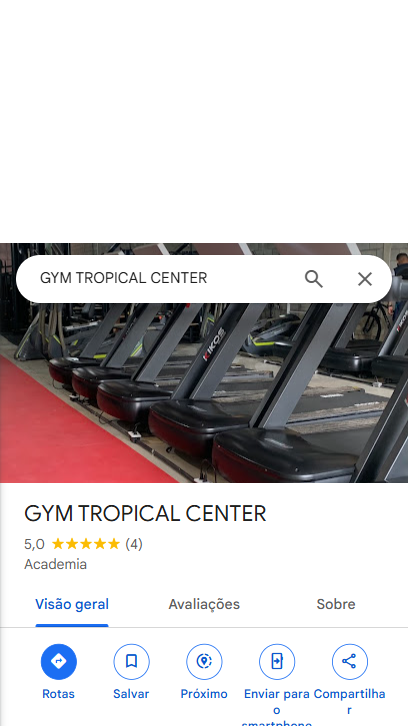 GYM TROPICAL CENTER
KIKOS
GYM TROPICAL CENTER
5,0 (4)
Academia
Visão geral Avaliações Sobre
Rotas Salvar Próximo Enviar para o smartphone Compartilhar